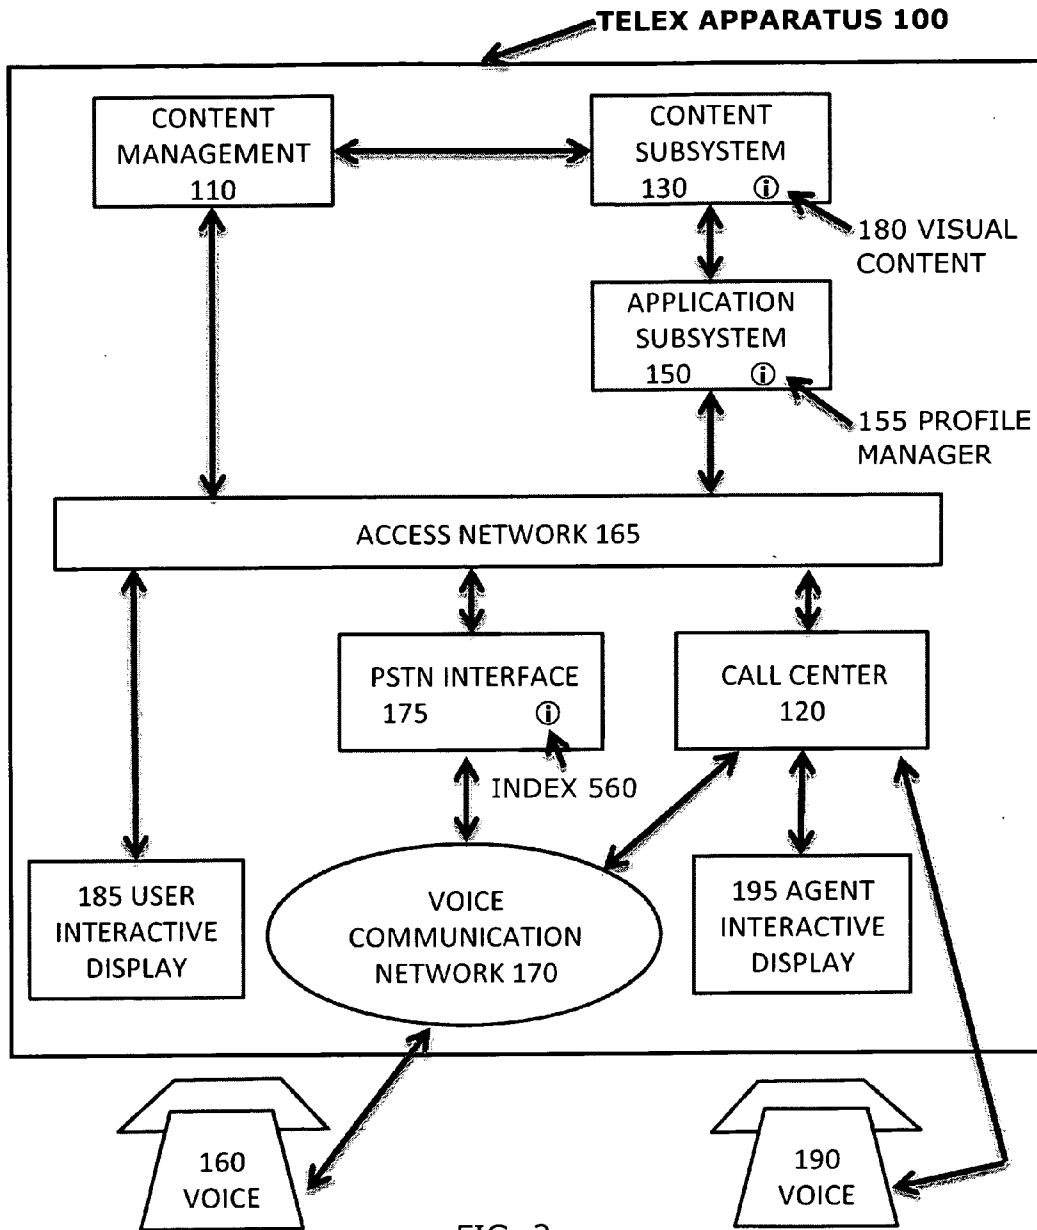 TELEX APPARATUS 100
CONTENT
MANAGEMENT
110
CONTENT
SUBSYSTEM
130 ⓘ
180 VISUAL
CONTENT
APPLICATION
SUBSYSTEM
150 ⓘ
155 PROFILE
MANAGER
ACCESS NETWORK 165
PSTN INTERFACE
175 ⓘ
INDEX 560
CALL CENTER
120
185 USER
INTERACTIVE
DISPLAY
VOICE
COMMUNICATION
NETWORK 170
195 AGENT
INTERACTIVE
DISPLAY
160
VOICE
190
VOICE